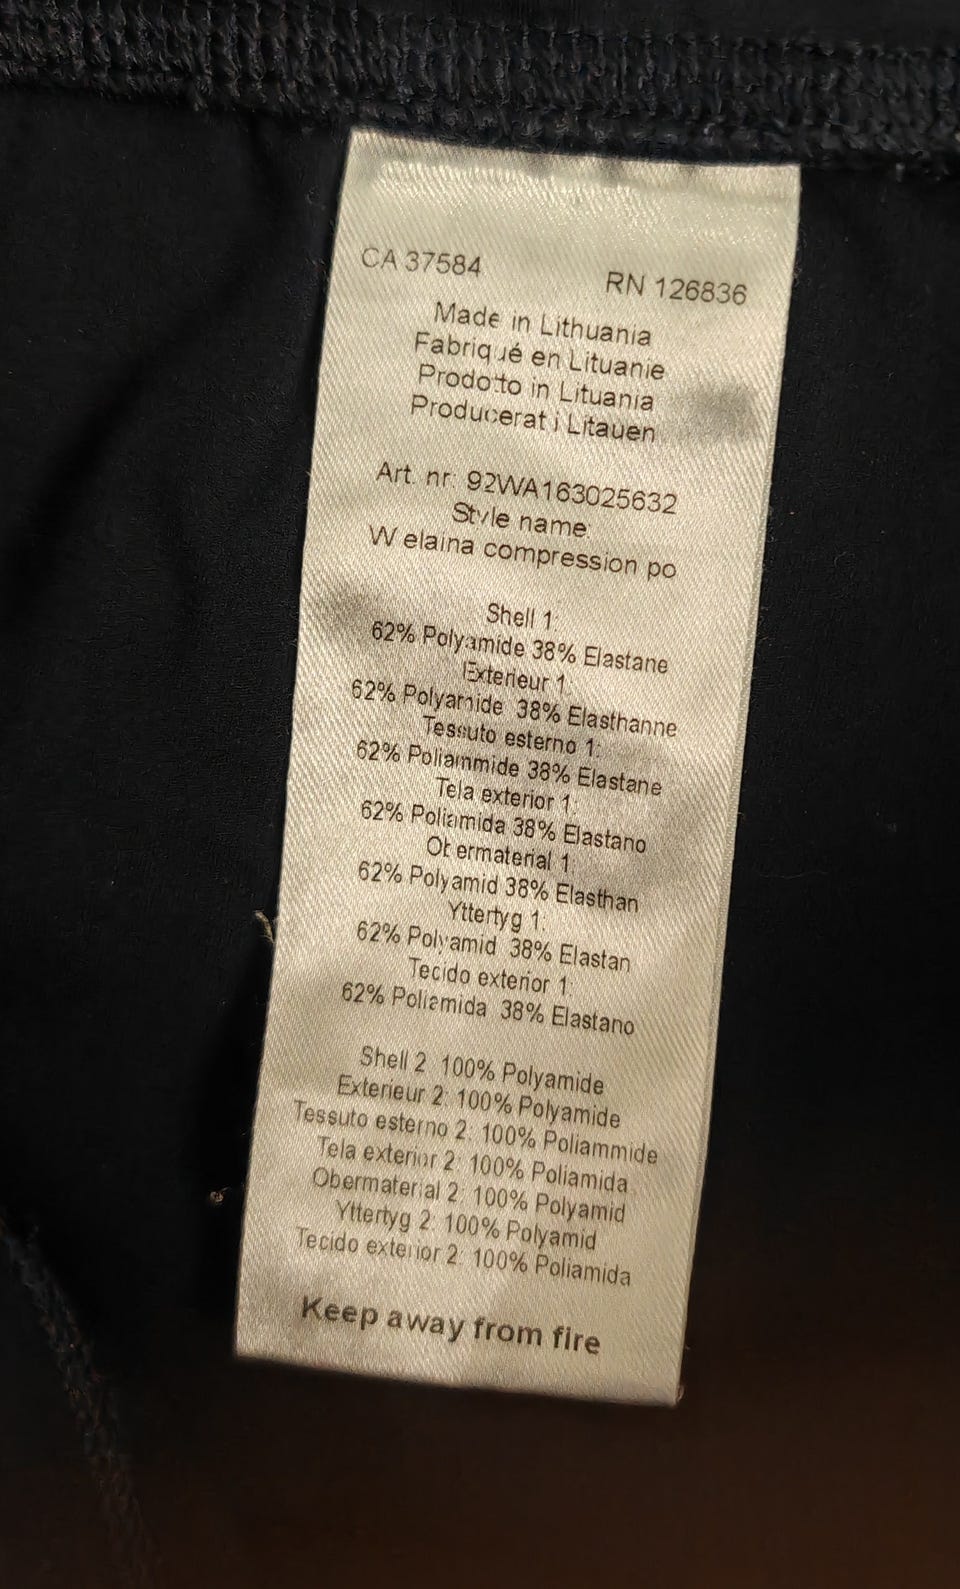 CA 37584
RN 126836
Made in Lithuania
Fabriqué en Lituanie
Prodotto in Lituania
Producerat i Litauen
Art. nr: 92WA163025632
Style name:
W elaina compression po
Shell 1:
62% Polyamide 38% Elastane
Exterieur 1:
62% Polyamide 38% Elasthanne
Tessuto esterno 1:
62% Poliammide 38% Elastane
Tela exterior 1:
62% Poliamida 38% Elastano
Obermaterial 1:
62% Polyamid 38% Elasthan
Yttertyg 1:
62% Polyamid 38% Elastan
Tecido exterior 1:
62% Poliamida 38% Elastano
Shell 2: 100% Polyamide
Exterieur 2: 100% Polyamide
Tessuto esterno 2: 100% Poliammide
Tela exterior 2: 100% Poliamida
Obermaterial 2: 100% Polyamid
Yttertyg 2: 100% Polyamid
Tecido exterior 2: 100% Poliamida
Keep away from fire